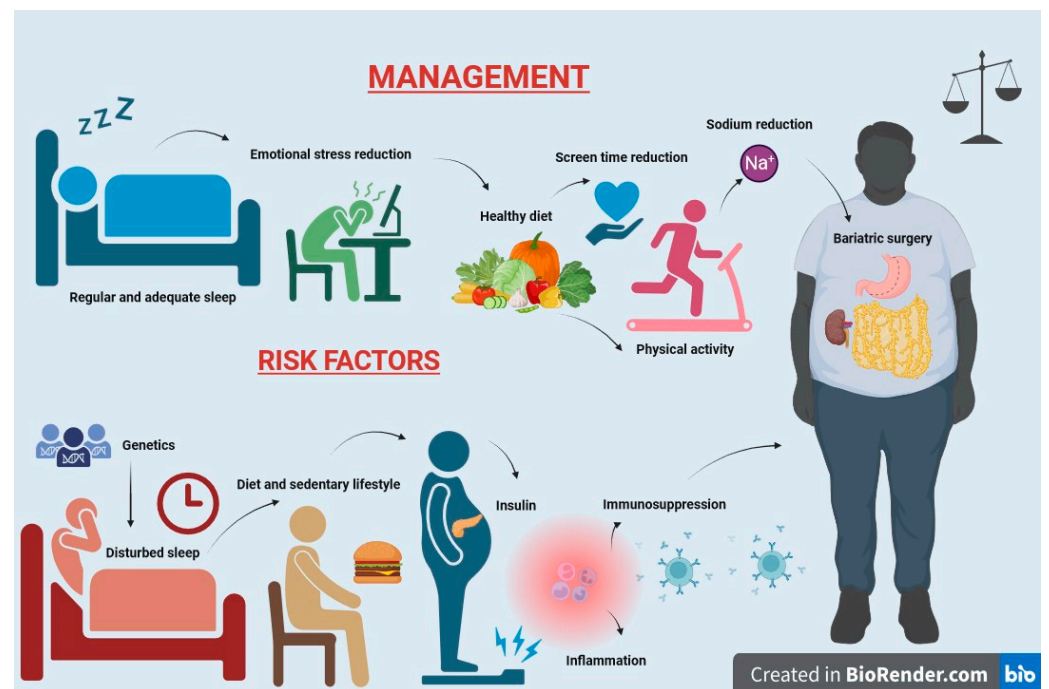 MANAGEMENT
zzZ
Regular and adequate sleep
Emotional stress reduction
Healthy diet
Screen time reduction
Physical activity
Sodium reduction
Na⁺
Bariatric surgery
RISK FACTORS
Genetics
Disturbed sleep
Diet and sedentary lifestyle
Insulin
Immunosuppression
Inflammation
Created in BioRender.com bio